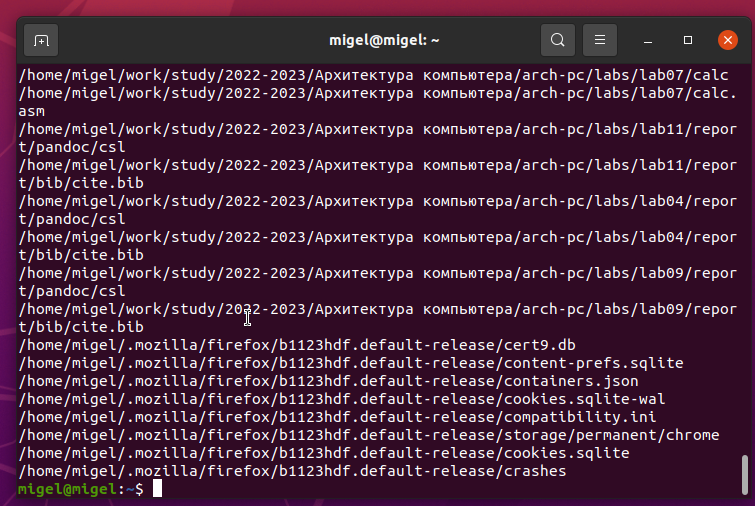 migel@migel: ~
/home/migel/work/study/2022-2023/Архитектура компьютера/arch-pc/labs/lab07/calc
/home/migel/work/study/2022-2023/Архитектура компьютера/arch-pc/labs/lab07/calc.
asm
/home/migel/work/study/2022-2023/Архитектура компьютера/arch-pc/labs/lab11/repor
t/pandoc/csl
/home/migel/work/study/2022-2023/Архитектура компьютера/arch-pc/labs/lab11/repor
t/bib/cite.bib
/home/migel/work/study/2022-2023/Архитектура компьютера/arch-pc/labs/lab04/repor
t/pandoc/csl
/home/migel/work/study/2022-2023/Архитектура компьютера/arch-pc/labs/lab04/repor
t/bib/cite.bib
/home/migel/work/study/2022-2023/Архитектура компьютера/arch-pc/labs/lab09/repor
t/pandoc/csl
/home/migel/work/study/2022-2023/Архитектура компьютера/arch-pc/labs/lab09/repor
t/bib/cite.bib
/home/migel/.mozilla/firefox/b1123hdf.default-release/cert9.db
/home/migel/.mozilla/firefox/b1123hdf.default-release/content-prefs.sqlite
/home/migel/.mozilla/firefox/b1123hdf.default-release/containers.json
/home/migel/.mozilla/firefox/b1123hdf.default-release/cookies.sqlite-wal
/home/migel/.mozilla/firefox/b1123hdf.default-release/compatibility.ini
/home/migel/.mozilla/firefox/b1123hdf.default-release/storage/permanent/chrome
/home/migel/.mozilla/firefox/b1123hdf.default-release/cookies.sqlite
/home/migel/.mozilla/firefox/b1123hdf.default-release/crashes
migel@migel:~$